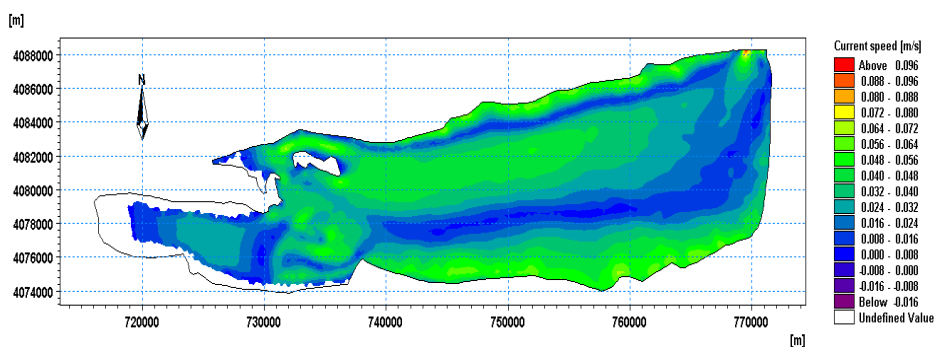 [m]
4088000
4086000
4084000
4082000
4080000
4078000
4076000
4074000
N
720000 730000 740000 750000 760000 770000
[m]
Current speed [m/s]
Above 0.096
0.088 - 0.096
0.080 - 0.088
0.072 - 0.080
0.064 - 0.072
0.056 - 0.064
0.048 - 0.056
0.040 - 0.048
0.032 - 0.040
0.024 - 0.032
0.016 - 0.024
0.008 - 0.016
0.000 - 0.008
-0.008 - 0.000
-0.016 - -0.008
Below -0.016
Undefined Value